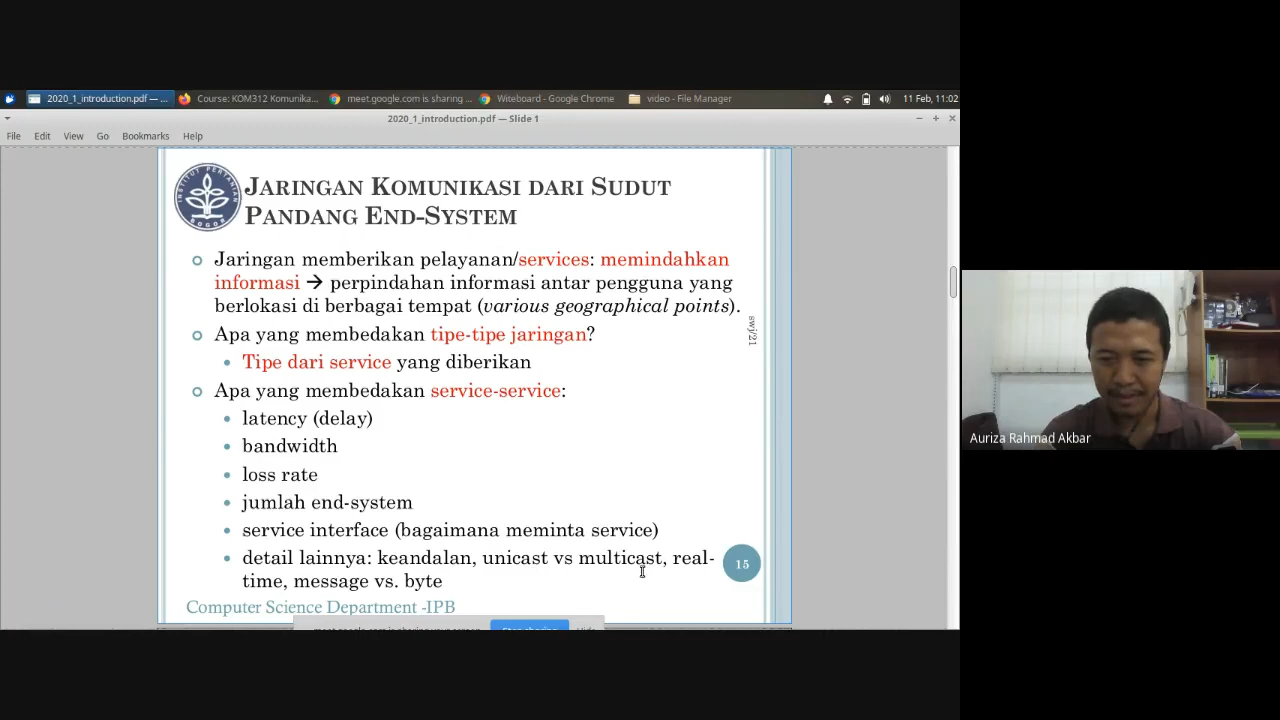 2020_1_introduction.pdf — ...
Course: KOM312 Komunika...
meet.google.com is sharing ...
Witeboard - Google Chrome
video - File Manager
11 Feb, 11:02
2020_1_introduction.pdf — Slide 1
File Edit View Go Bookmarks Help
INSTITUT PERTANIAN
BOGOR
JARINGAN KOMUNIKASI DARI SUDUT
PANDANG END-SYSTEM
Jaringan memberikan pelayanan/services: memindahkan
informasi → perpindahan informasi antar pengguna yang
berlokasi di berbagai tempat (various geographical points).
Apa yang membedakan tipe-tipe jaringan?
• Tipe dari service yang diberikan
Apa yang membedakan service-service:
• latency (delay)
• bandwidth
• loss rate
• jumlah end-system
• service interface (bagaimana meminta service)
• detail lainnya: keandalan, unicast vs multicast, real-
time, message vs. byte
swj/21
15
Computer Science Department -IPB
Auriza Rahmad Akbar